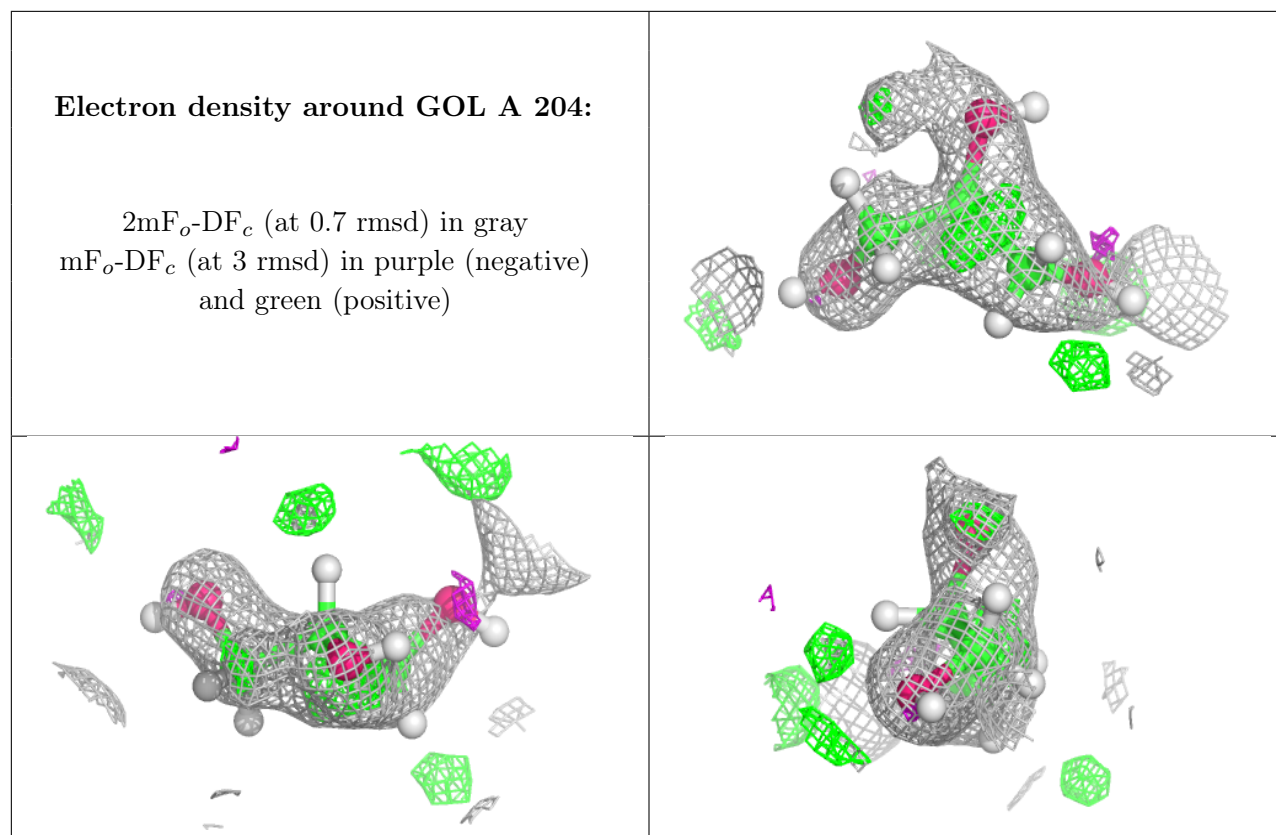 Electron density around GOL A 204:
2mFo-DFc (at 0.7 rmsd) in gray
mFo-DFc (at 3 rmsd) in purple (negative)
and green (positive)